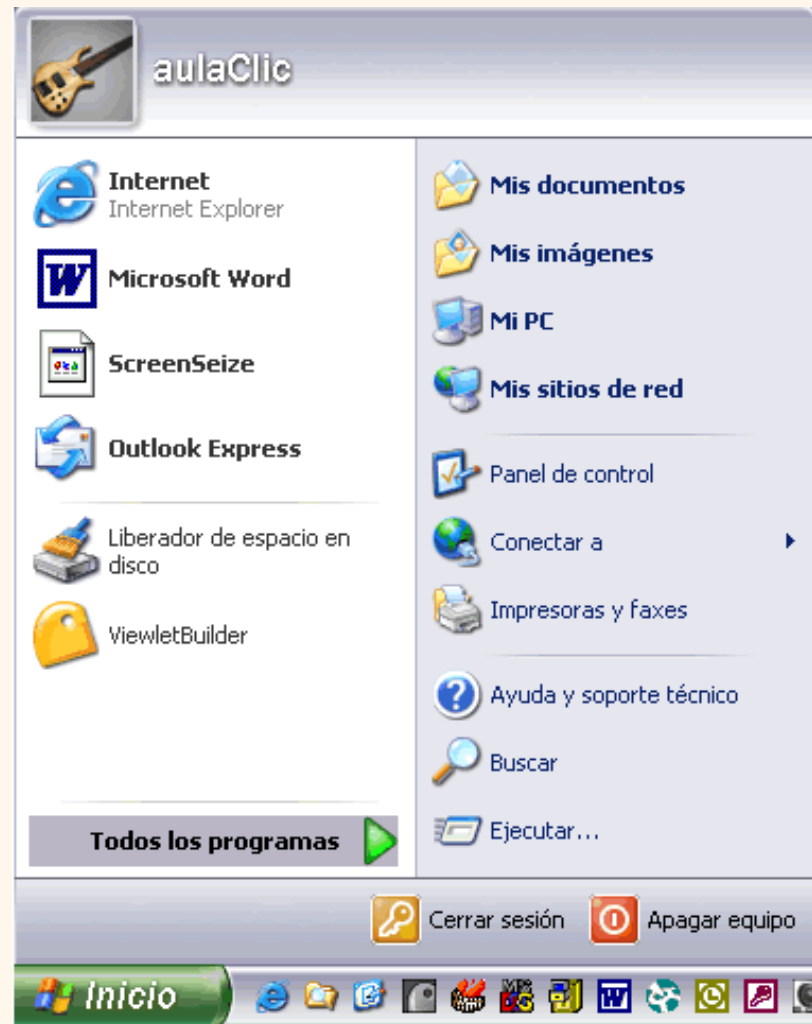 aulaClic
Internet
Internet Explorer
Microsoft Word
ScreenSeize
Outlook Express
Liberador de espacio en
disco
ViewletBuilder
Todos los programas
Mis documentos
Mis imágenes
Mi PC
Mis sitios de red
Panel de control
Conectar a
Impresoras y faxes
Ayuda y soporte técnico
Buscar
Ejecutar...
Cerrar sesión
Apagar equipo
Inicio